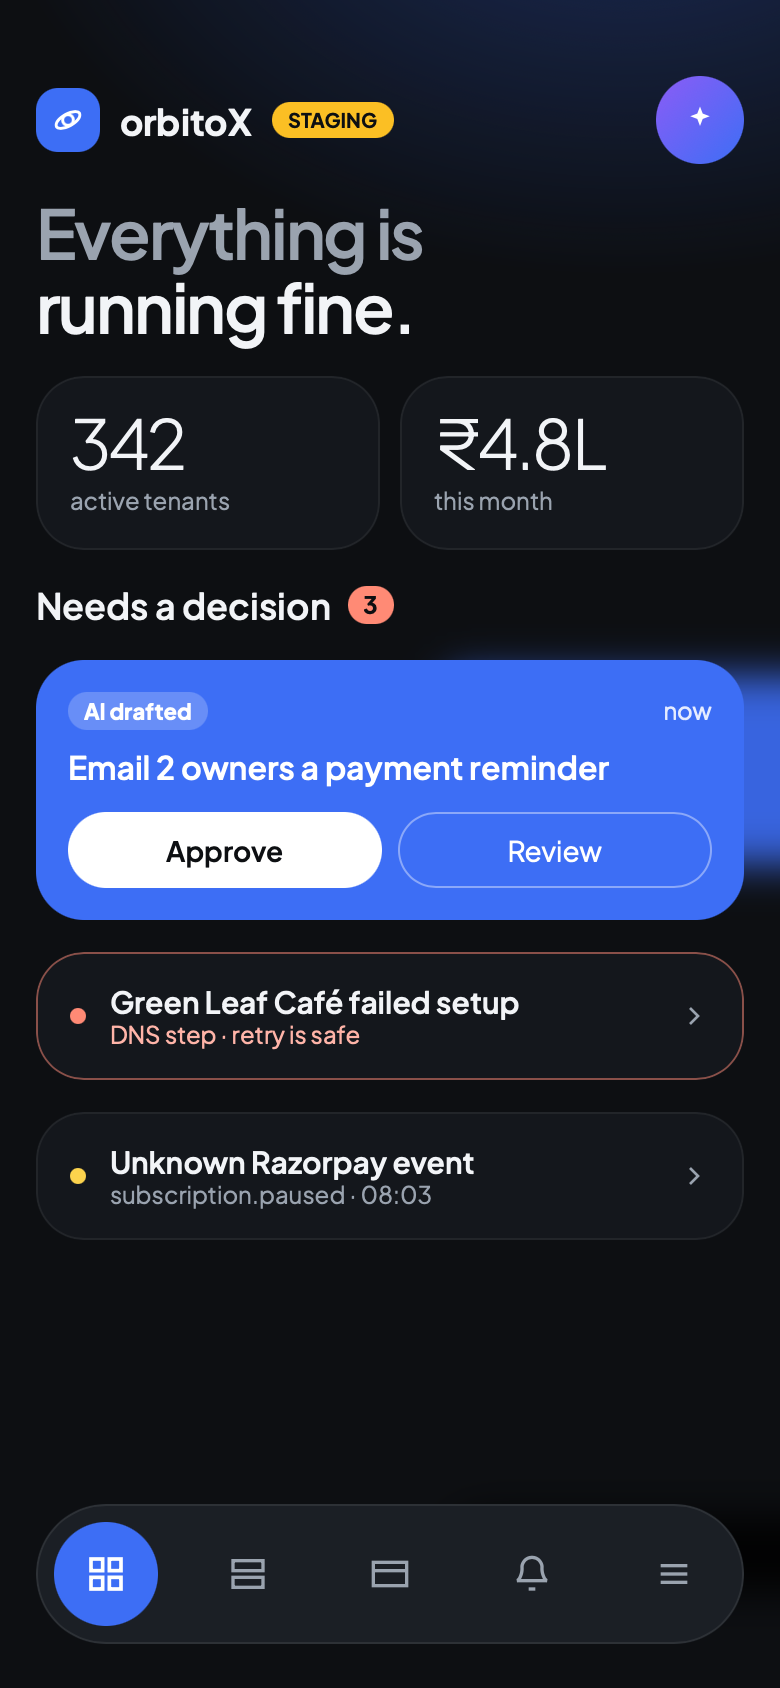 orbitoX STAGING
Everything is
running fine.
342
active tenants
₹4.8L
this month
Needs a decision 3
AI drafted now
Email 2 owners a payment reminder
Approve Review
Green Leaf Café failed setup
DNS step · retry is safe
Unknown Razorpay event
subscription.paused · 08:03